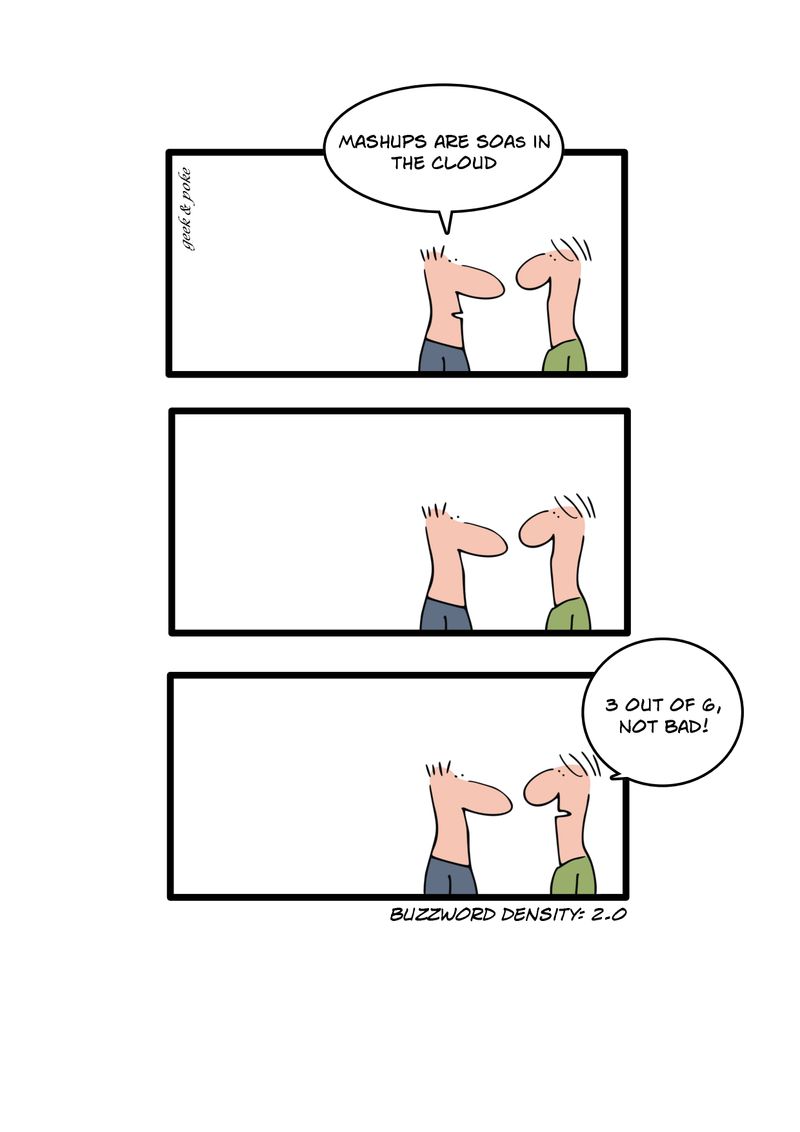 MASHUPS ARE SOAs IN
THE CLOUD
geek & poke
3 OUT OF 6,
NOT BAD!
BUZZWORD DENSITY: 2.0